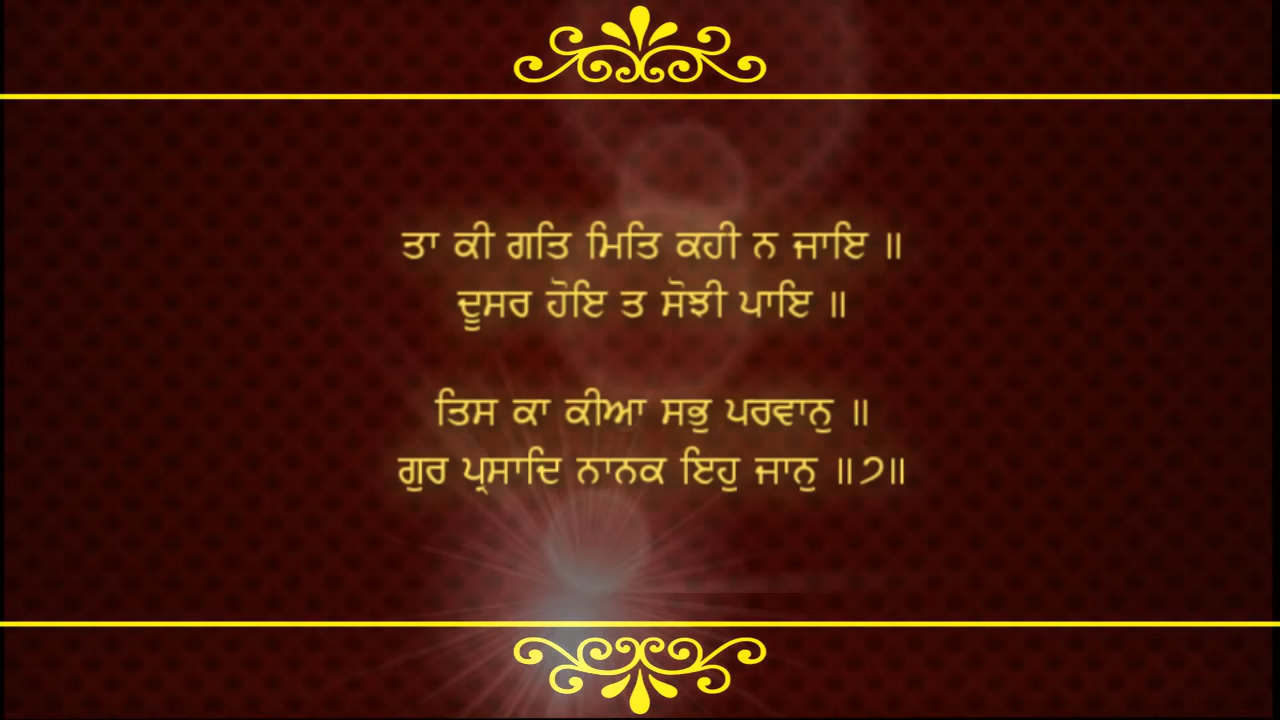 ਤਾ ਕੀ ਗਤਿ ਮਿਤਿ ਕਹੀ ਨ ਜਾਇ ॥
ਦੂਸਰ ਹੋਇ ਤ ਸੋਝੀ ਪਾਇ ॥
ਤਿਸ ਕਾ ਕੀਆ ਸਭੁ ਪਰਵਾਨੁ ॥
ਗੁਰ ਪ੍ਰਸਾਦਿ ਨਾਨਕ ਇਹੁ ਜਾਨੁ ॥੭॥